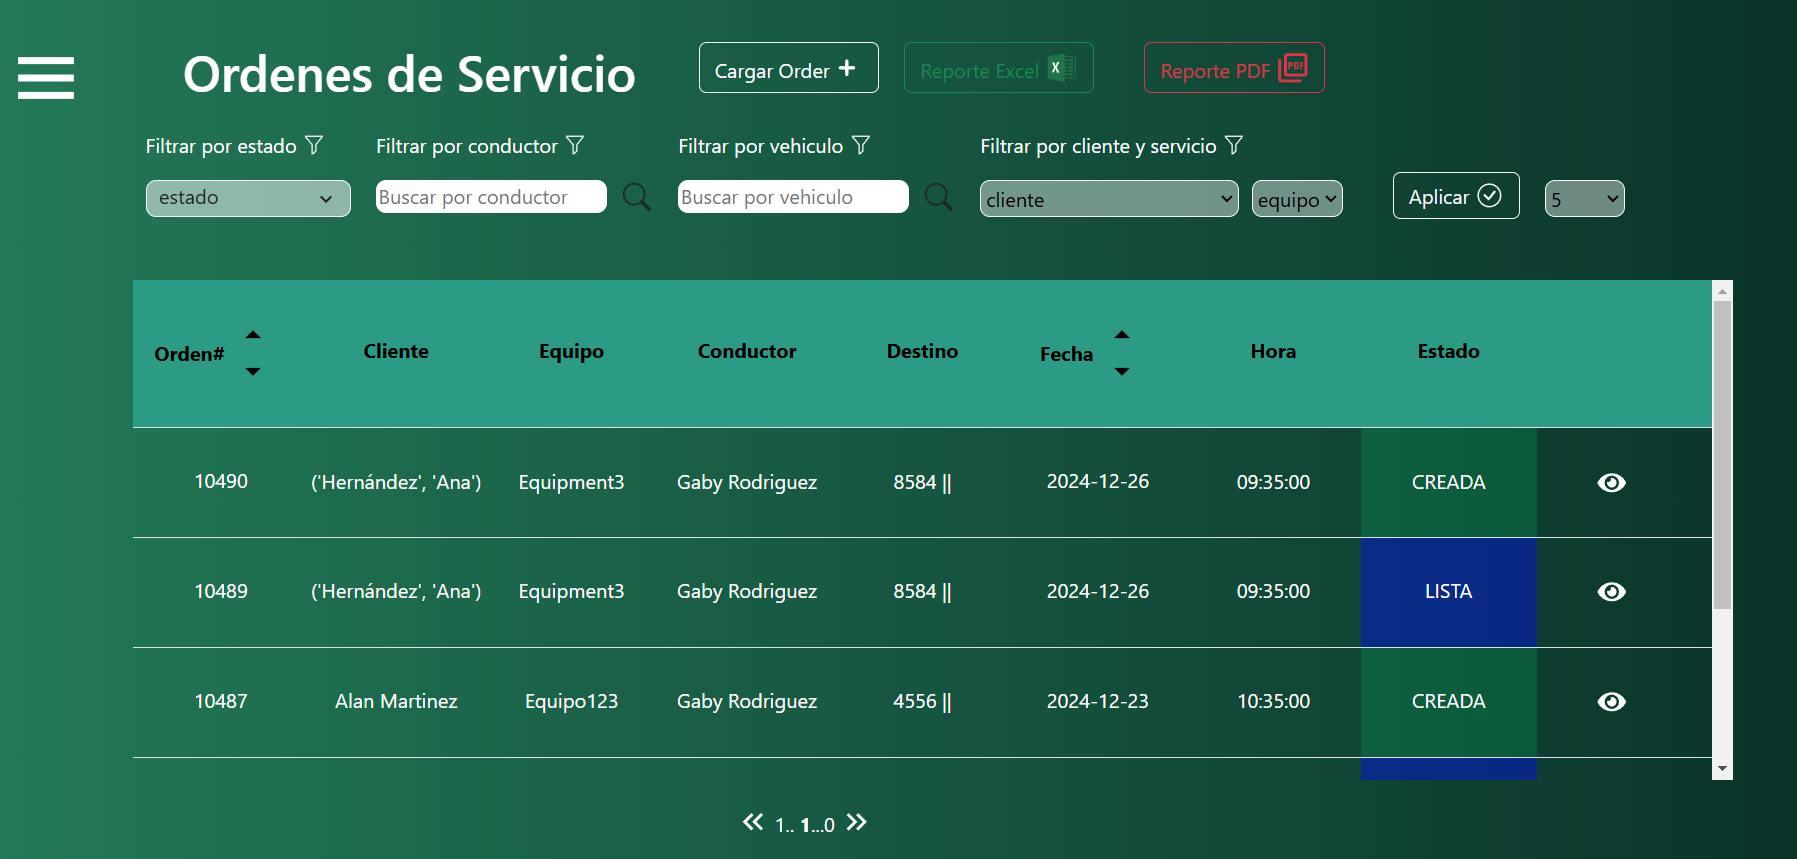 Ordenes de Servicio
Cargar Order +
Reporte Excel
Reporte PDF
Filtrar por estado
Filtrar por conductor
Filtrar por vehiculo
Filtrar por cliente y servicio
estado
Buscar por conductor
Buscar por vehiculo
cliente
equipo
Aplicar
5
Orden# Cliente Equipo Conductor Destino Fecha Hora Estado
10490 ('Hernández', 'Ana') Equipment3 Gaby Rodriguez 8584 || 2024-12-26 09:35:00 CREADA
10489 ('Hernández', 'Ana') Equipment3 Gaby Rodriguez 8584 || 2024-12-26 09:35:00 LISTA
10487 Alan Martinez Equipo123 Gaby Rodriguez 4556 || 2024-12-23 10:35:00 CREADA
1.. 1...0